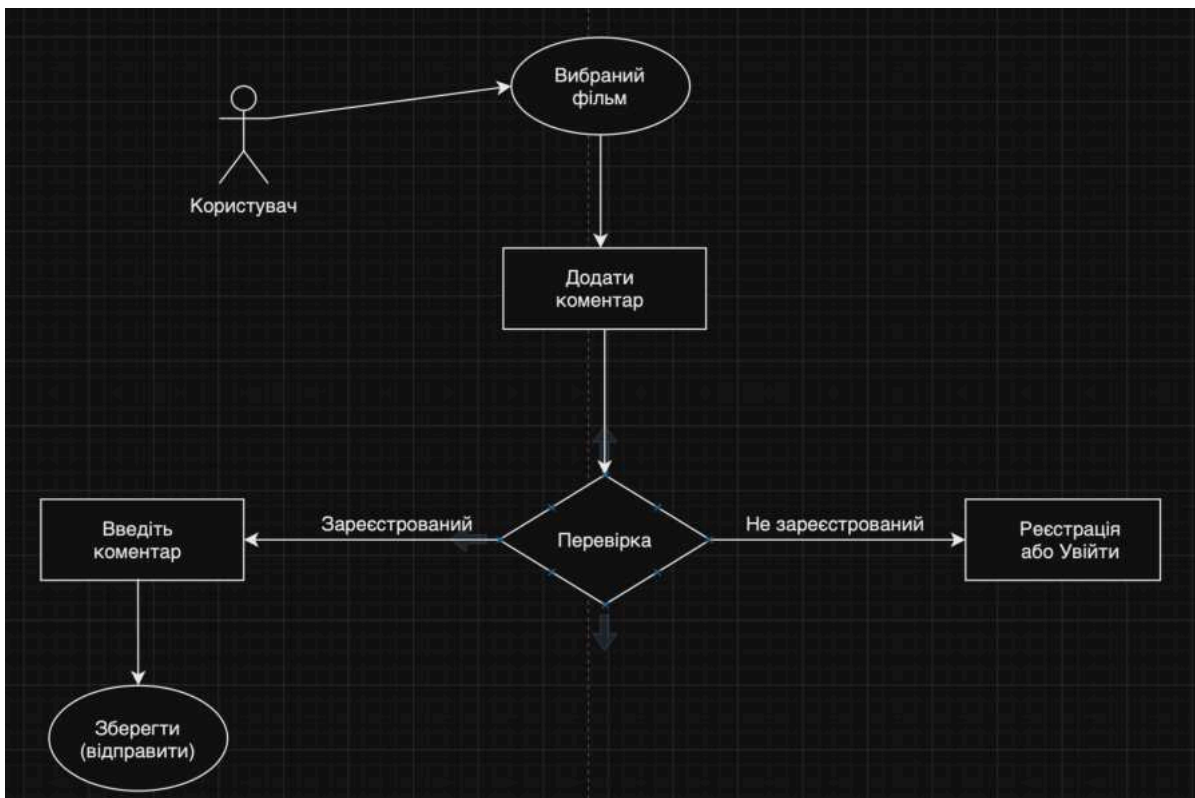 Вибраний
фільм
Користувач
Додати
коментар
Зареєстрований
Не зареєстрований
Перевірка
Введіть
коментар
Реєстрація
або Увійти
Зберегти
(відправити)